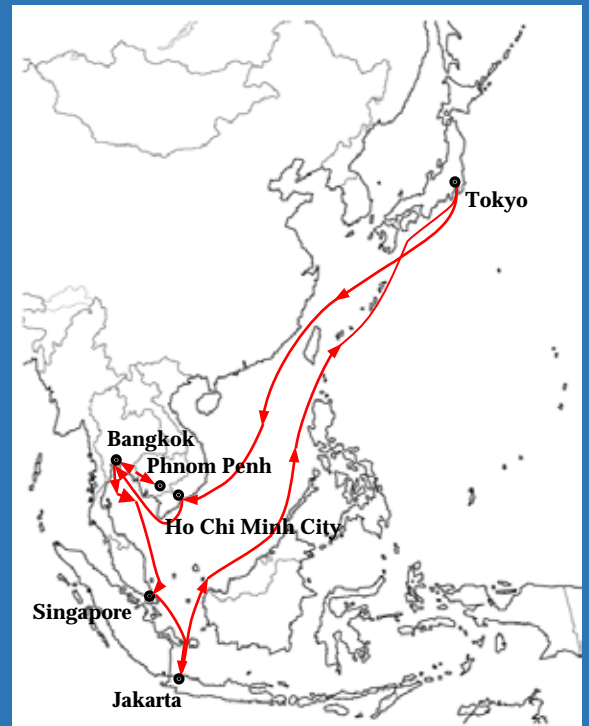 Tokyo
Bangkok
Phnom Penh
Ho Chi Minh City
Singapore
Jakarta